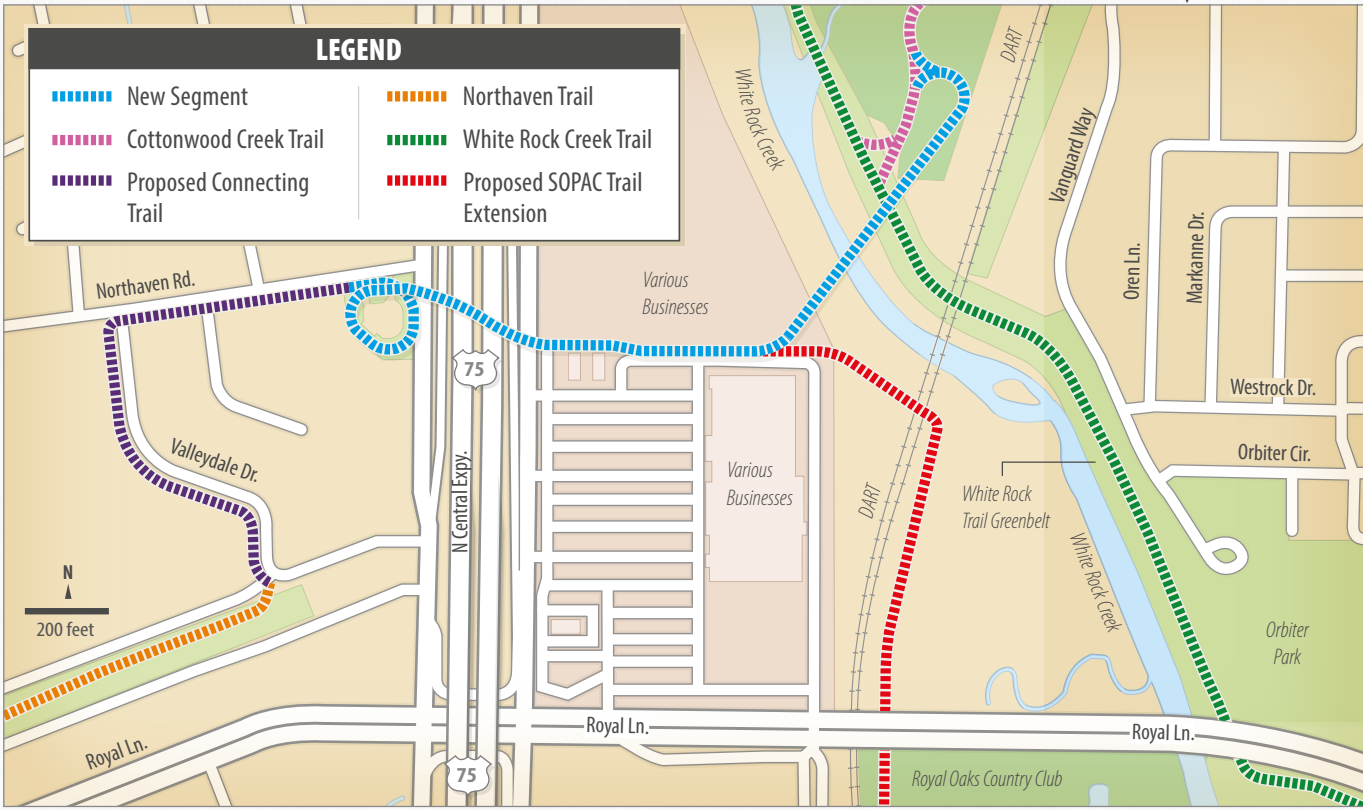 LEGEND
New Segment
Cottonwood Creek Trail
Proposed Connecting
Trail
Northaven Trail
White Rock Creek Trail
Proposed SOPAC Trail
Extension
White Rock Creek
DART
Vanguard Way
Oren Ln.
Markanne Dr.
Northaven Rd.
Various
Businesses
75
Westrock Dr.
Valleydale Dr.
N Central Expy.
Various
Businesses
DART
White Rock
Trail Greenbelt
Orbiter Cir.
White Rock Creek
N
200 feet
Orbiter
Park
Royal Ln.
Royal Ln.
Royal Ln.
75
Royal Oaks Country Club